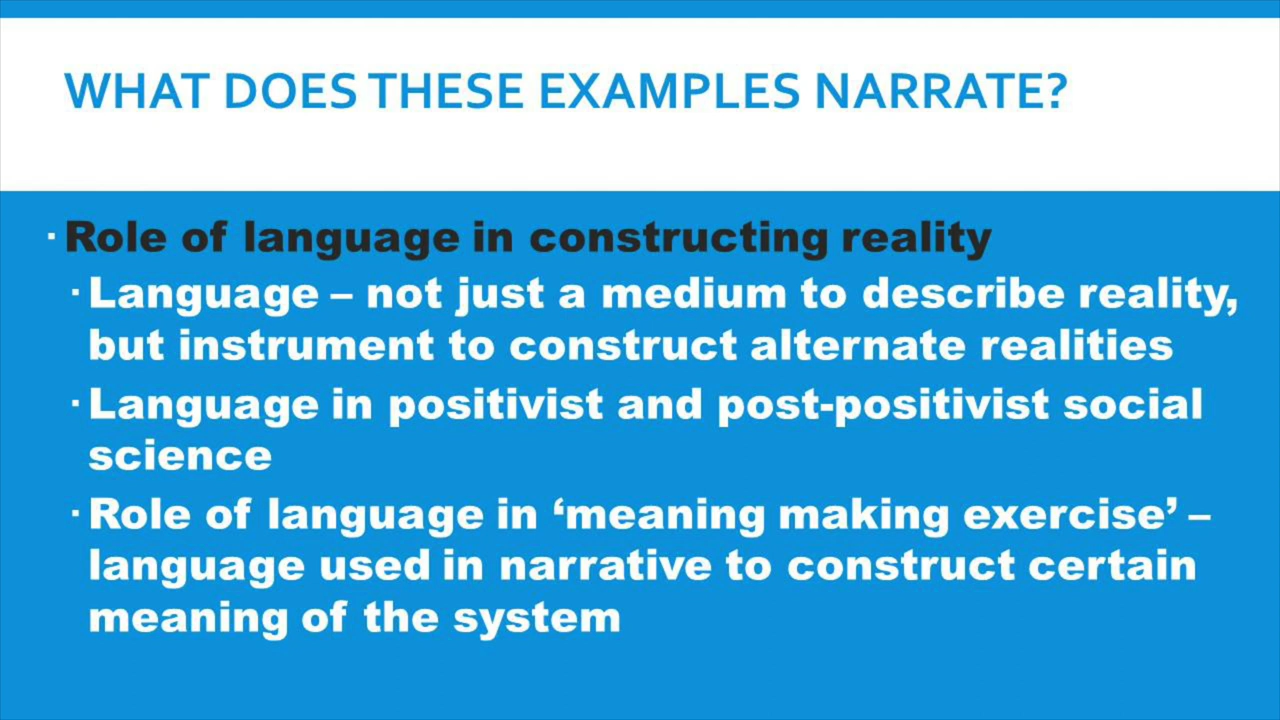 WHAT DOES THESE EXAMPLES NARRATE?
· Role of language in constructing reality
· Language – not just a medium to describe reality,
but instrument to construct alternate realities
· Language in positivist and post-positivist social
science
· Role of language in ‘meaning making exercise’ –
language used in narrative to construct certain
meaning of the system